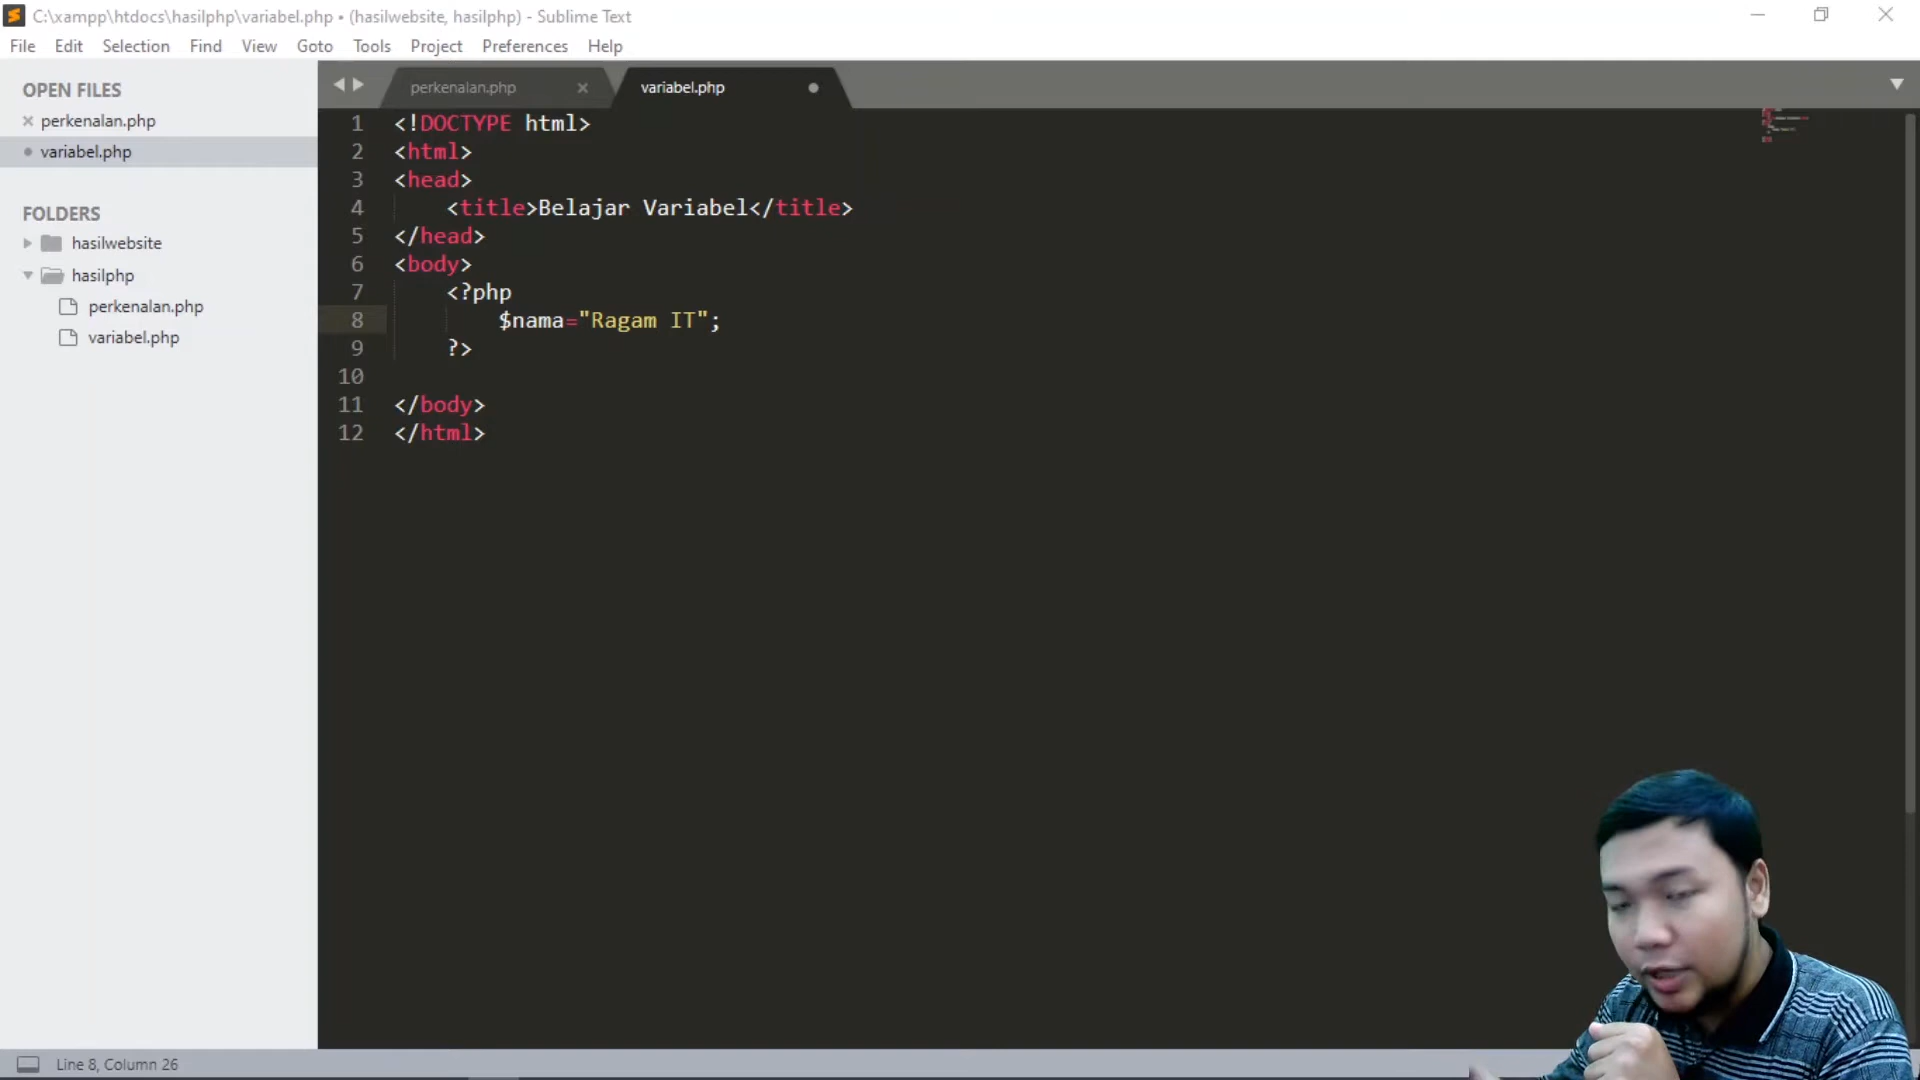 C:\xampp\htdocs\hasilphp\variabel.php • (hasilwebsite, hasilphp) - Sublime Text
File Edit Selection Find View Goto Tools Project Preferences Help
OPEN FILES
perkenalan.php
variabel.php
FOLDERS
hasilwebsite
hasilphp
perkenalan.php
variabel.php
perkenalan.php variabel.php
1 <!DOCTYPE html>
2 <html>
3 <head>
4 <title>Belajar Variabel</title>
5 </head>
6 <body>
7 <?php
8 $nama="Ragam IT";
9 ?>
10
11 </body>
12 </html>
Line 8, Column 26